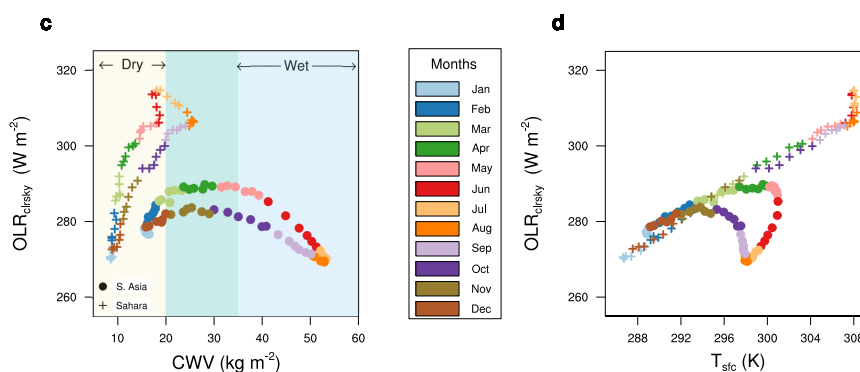 c
OLRclrsky (W m-2)
320
300
280
260
Dry
Wet
S. Asia
Sahara
10 20 30 40 50 60
CWV (kg m-2)
Months
Jan
Feb
Mar
Apr
May
Jun
Jul
Aug
Sep
Oct
Nov
Dec
d
OLRclrsky (W m-2)
320
300
280
260
288 292 296 300 304 308
Tsfc (K)